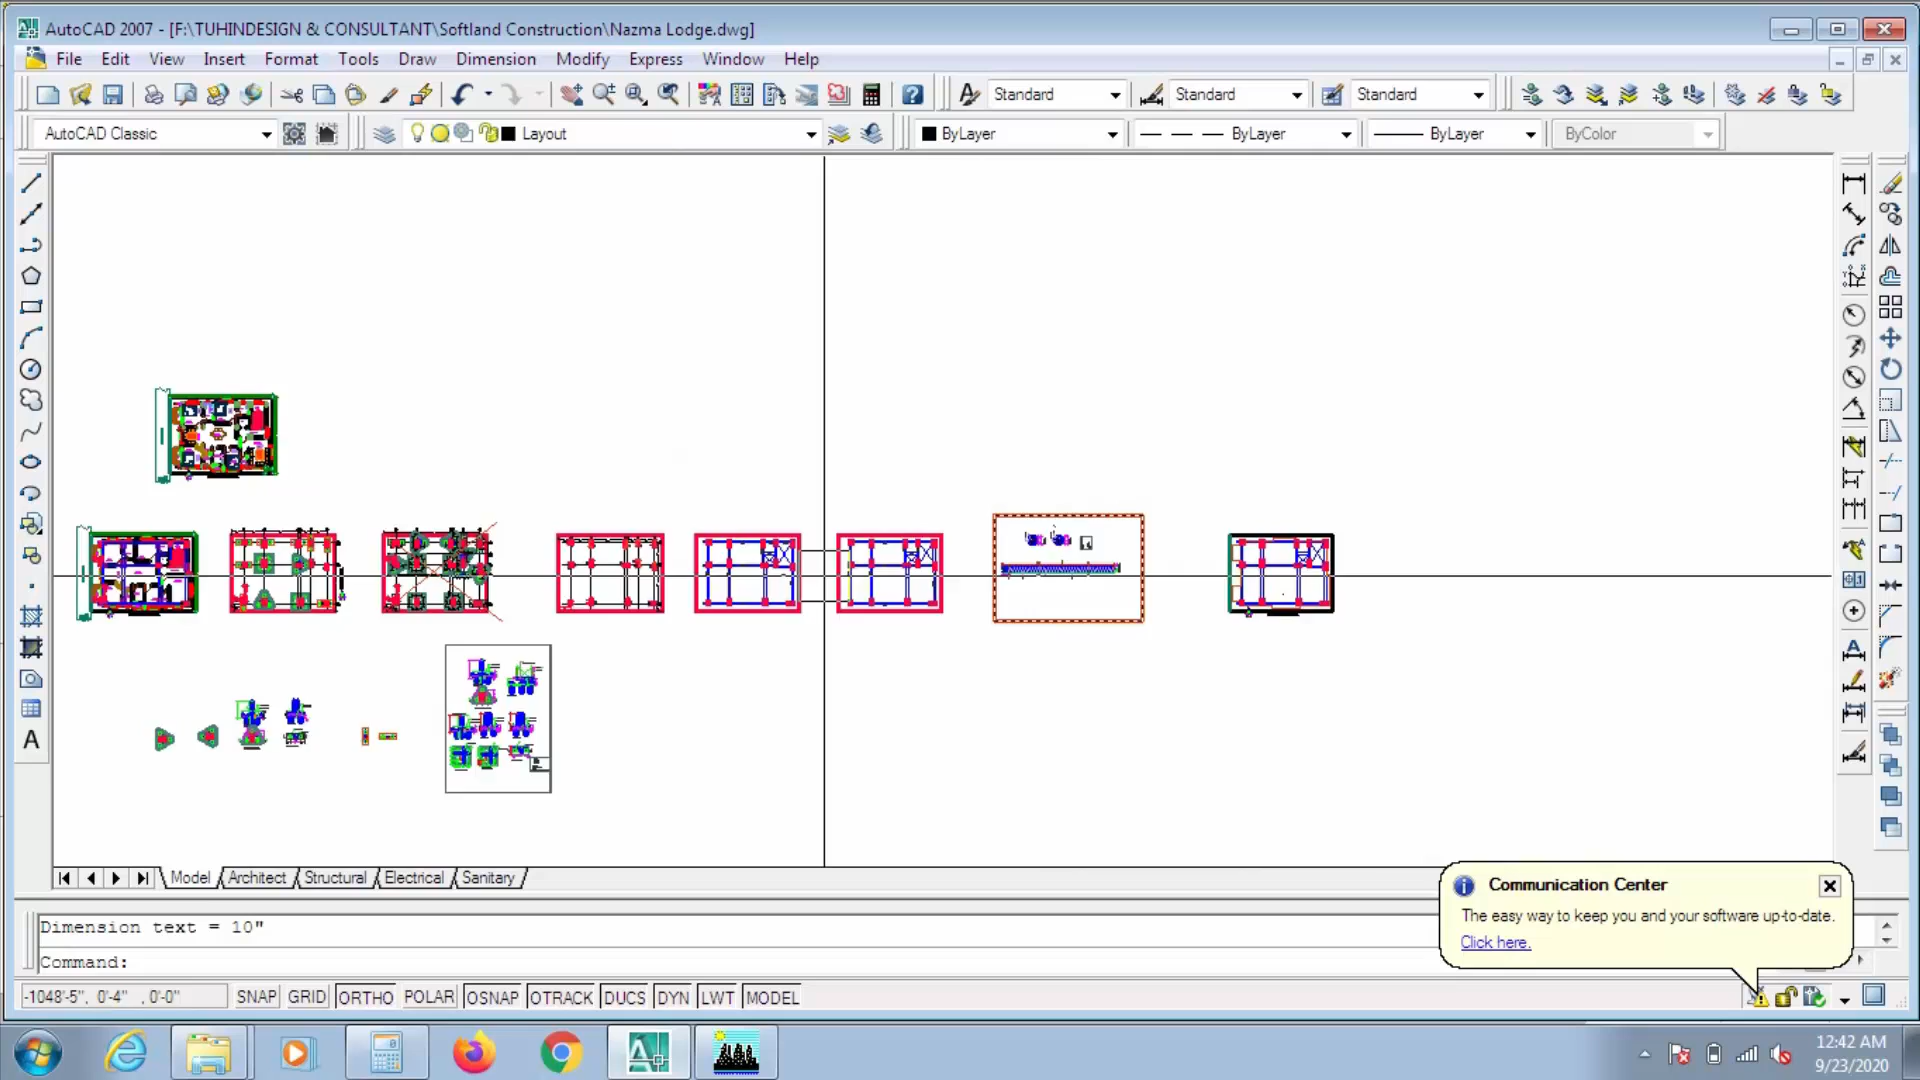 AutoCAD 2007 - [F:\TUHINDESIGN & CONSULTANT\Softland Construction\Nazma Lodge.dwg]
File Edit View Insert Format Tools Draw Dimension Modify Express Window Help
Standard Standard Standard
AutoCAD Classic Layout ByLayer ByLayer ByLayer ByColor
A
Model Architect Structural Electrical Sanitary
Dimension text = 10"
Command:
Communication Center
The easy way to keep you and your software up-to-date.
Click here.
-1048'-5", 0'-4" , 0'-0" SNAP GRID ORTHO POLAR OSNAP OTRACK DUCS DYN LWT MODEL
12:42 AM
9/23/2020